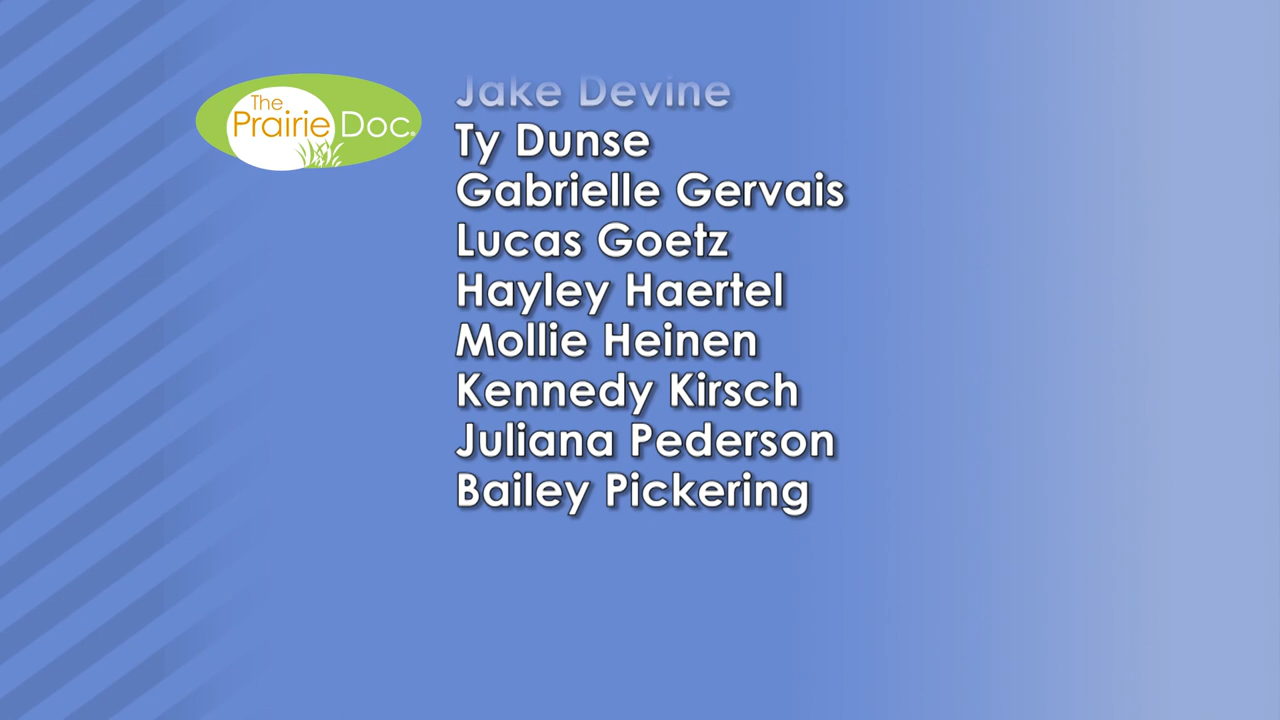 The
Prairie Doc®
Jake Devine
Ty Dunse
Gabrielle Gervais
Lucas Goetz
Hayley Haertel
Mollie Heinen
Kennedy Kirsch
Juliana Pederson
Bailey Pickering